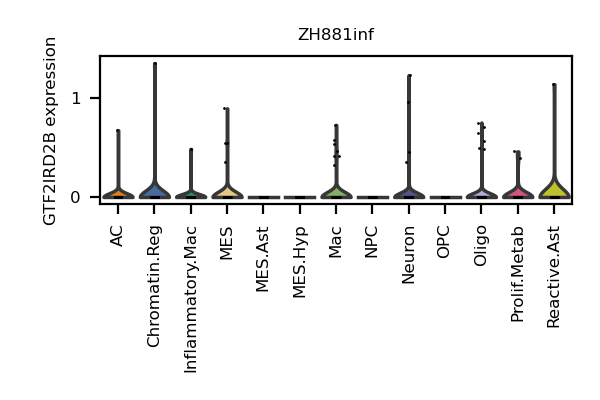 ZH881inf
GTF2IRD2B expression
1
0
AC
Chromatin.Reg
Inflammatory.Mac
MES
MES.Ast
MES.Hyp
Mac
NPC
Neuron
OPC
Oligo
Prolif.Metab
Reactive.Ast